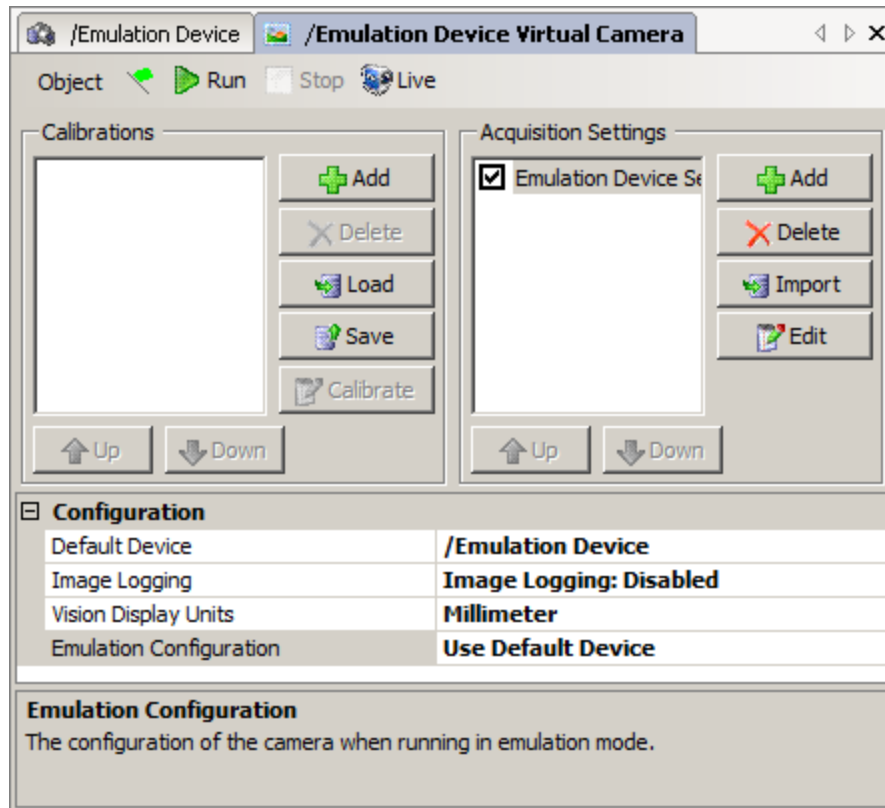 /Emulation Device /Emulation Device Virtual Camera
Object Run Stop Live
Calibrations
Add
Delete
Load
Save
Calibrate
Up Down
Acquisition Settings
Emulation Device Se
Add
Delete
Import
Edit
Up Down
Configuration
Default Device /Emulation Device
Image Logging Image Logging: Disabled
Vision Display Units Millimeter
Emulation Configuration Use Default Device
Emulation Configuration
The configuration of the camera when running in emulation mode.